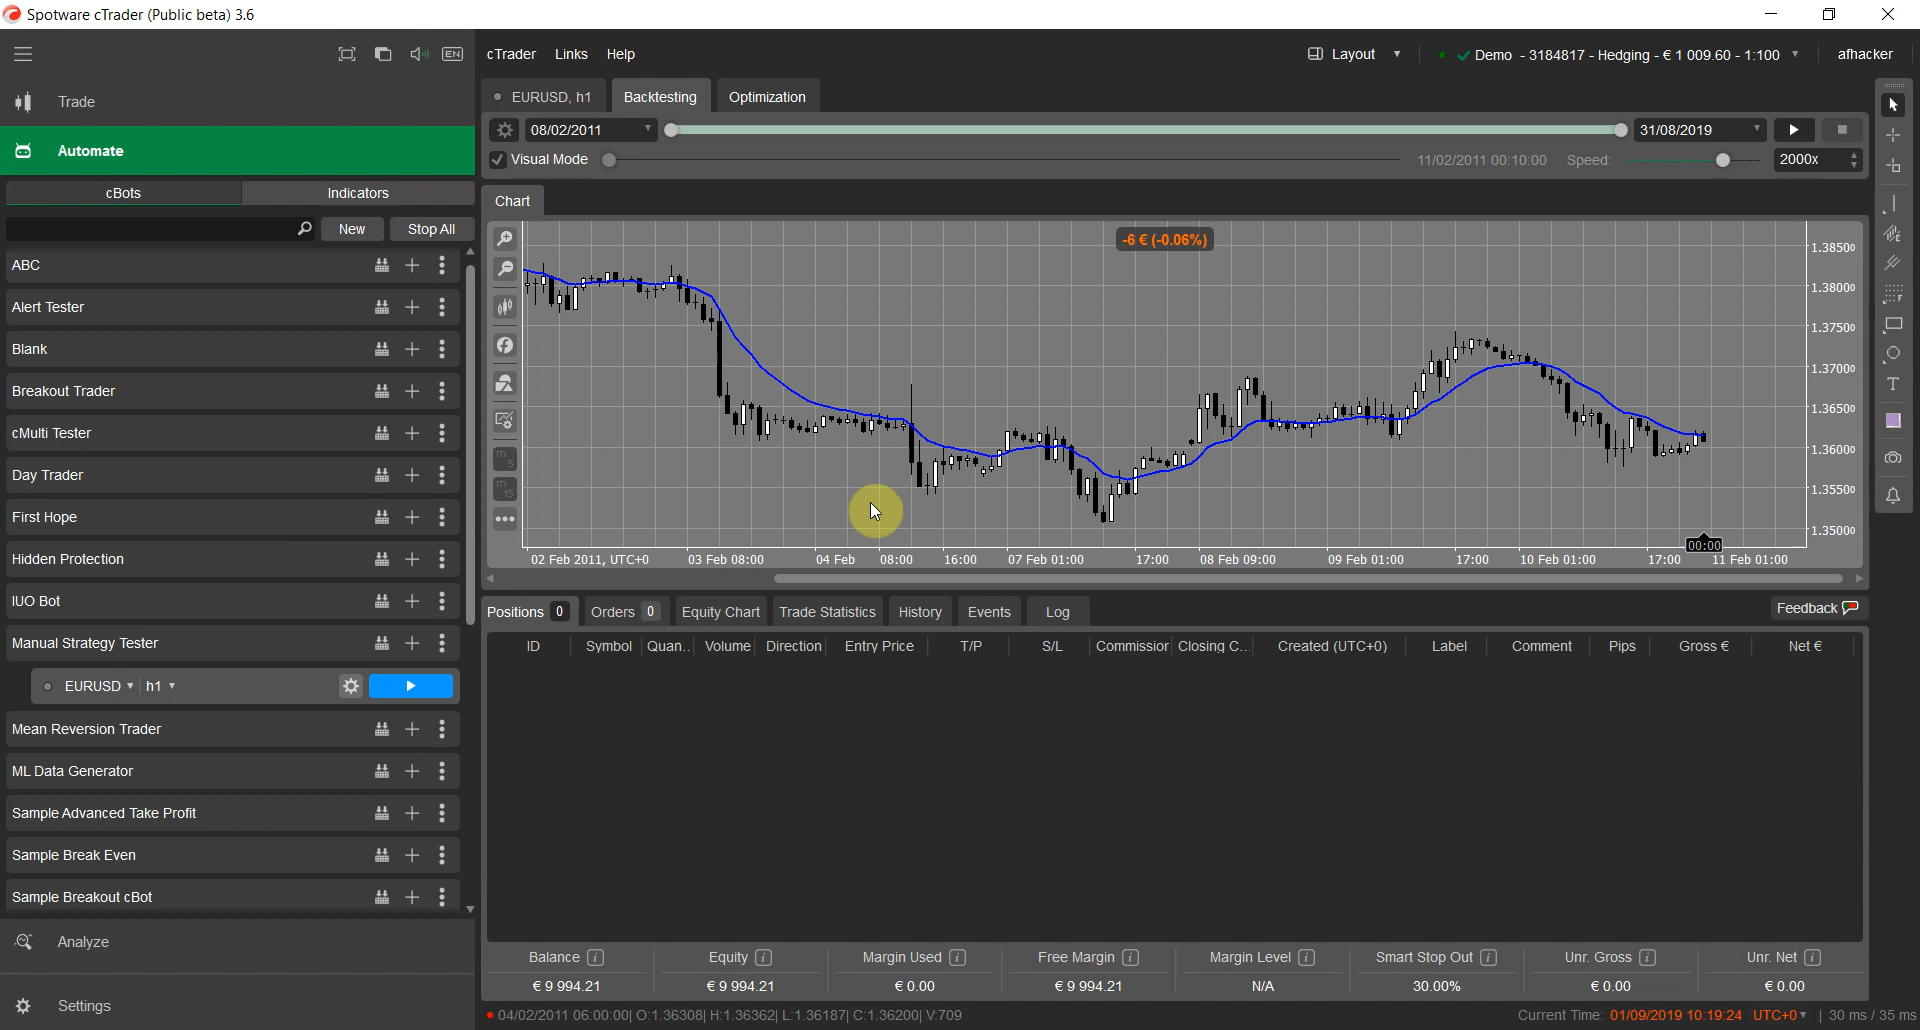 Spotware cTrader (Public beta) 3.6
EN
cTrader Links Help
Layout
Demo - 3184817 - Hedging - € 1 009.60 - 1:100
afhacker
Trade
Automate
cBots Indicators
New Stop All
ABC
Alert Tester
Blank
Breakout Trader
cMulti Tester
Day Trader
First Hope
Hidden Protection
IUO Bot
Manual Strategy Tester
EURUSD h1
Mean Reversion Trader
ML Data Generator
Sample Advanced Take Profit
Sample Break Even
Sample Breakout cBot
Analyze
Settings
EURUSD, h1 Backtesting Optimization
08/02/2011 31/08/2019
Visual Mode 11/02/2011 00:10:00 Speed: 2000x
Chart
-6 € (-0.06%)
1.38500
1.38000
1.37500
1.37000
1.36500
1.36000
1.35500
1.35000
m 5
m 15
T
00:00
02 Feb 2011, UTC+0 03 Feb 08:00 04 Feb 08:00 16:00 07 Feb 01:00 17:00 08 Feb 09:00 09 Feb 01:00 17:00 10 Feb 01:00 17:00 11 Feb 01:00
Positions 0 Orders 0 Equity Chart Trade Statistics History Events Log Feedback
ID Symbol Quan... Volume Direction Entry Price T/P S/L Commission Closing C... Created (UTC+0) Label Comment Pips Gross € Net €
Balance Equity Margin Used Free Margin Margin Level Smart Stop Out Unr. Gross Unr. Net
€ 9 994.21 € 9 994.21 € 0.00 € 9 994.21 N/A 30.00% € 0.00 € 0.00
04/02/2011 06:00:00| O:1.36308| H:1.36362| L:1.36187| C:1.36200| V:709
Current Time: 01/09/2019 10:19:24 UTC+0 | 30 ms / 35 ms